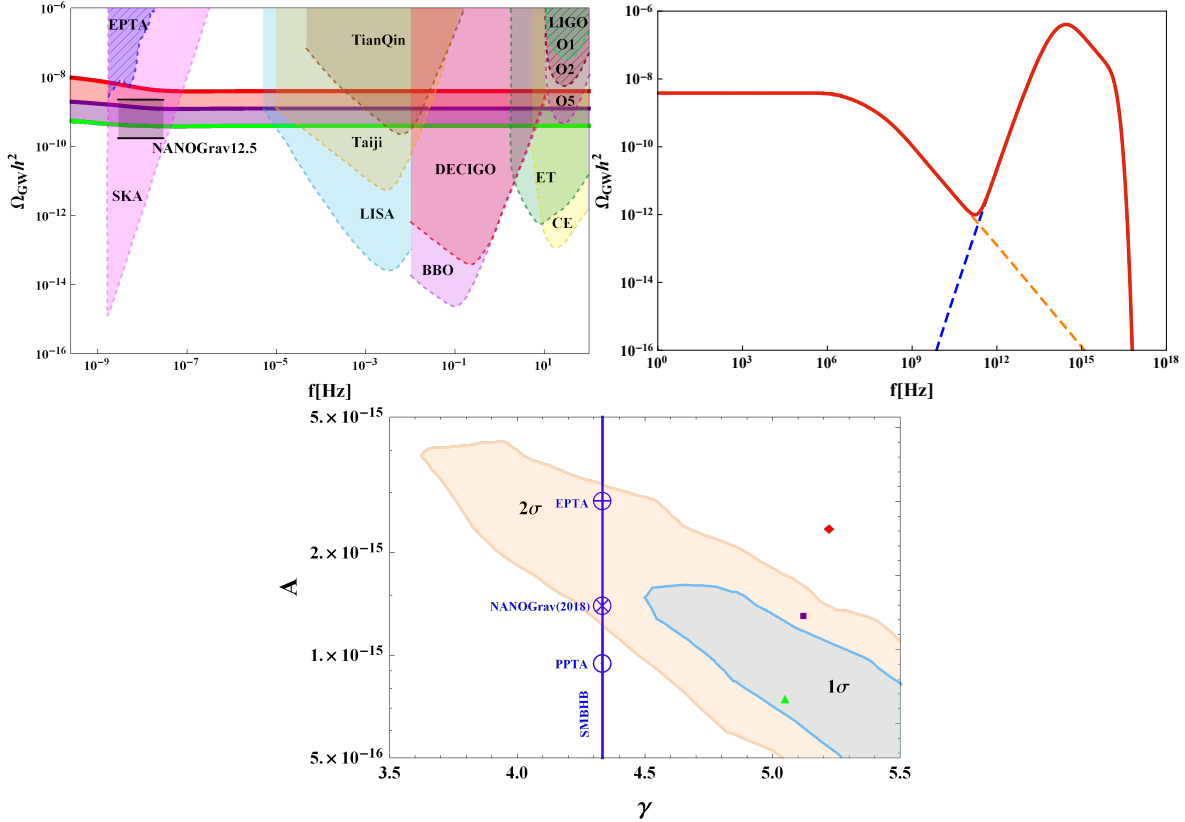 10⁻⁶
10⁻⁸
10⁻¹⁰
10⁻¹²
10⁻¹⁴
10⁻¹⁶
Ω_GW h²
EPTA
TianQin
LIGO
O1
O2
O5
NANOGrav12.5
Taiji
SKA
DECIGO
ET
LISA
CE
BBO
10⁻⁹
10⁻⁷
10⁻⁵
10⁻³
10⁻¹
10¹
f[Hz]
10⁻⁶
10⁻⁸
10⁻¹⁰
10⁻¹²
10⁻¹⁴
10⁻¹⁶
Ω_GW h²
10⁰
10³
10⁶
10⁹
10¹²
10¹⁵
10¹⁸
f[Hz]
5.×10⁻¹⁵
2.×10⁻¹⁵
1.×10⁻¹⁵
5.×10⁻¹⁶
A
2σ
EPTA
NANOGrav(2018)
PPTA
SMBHB
1σ
3.5
4.0
4.5
5.0
5.5
γ